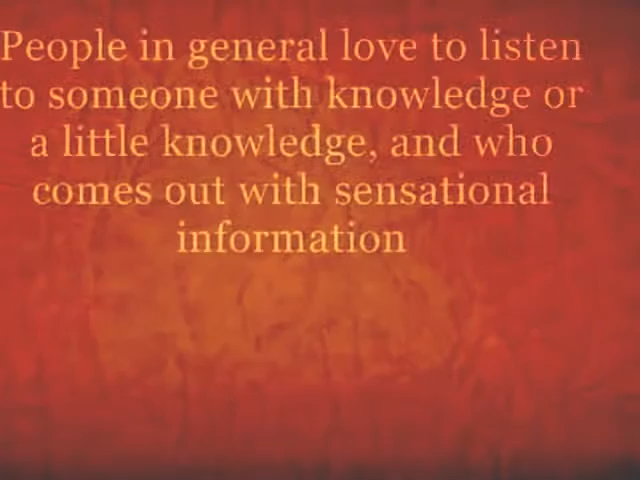 People in general love to listen
to someone with knowledge or
a little knowledge, and who
comes out with sensational
information